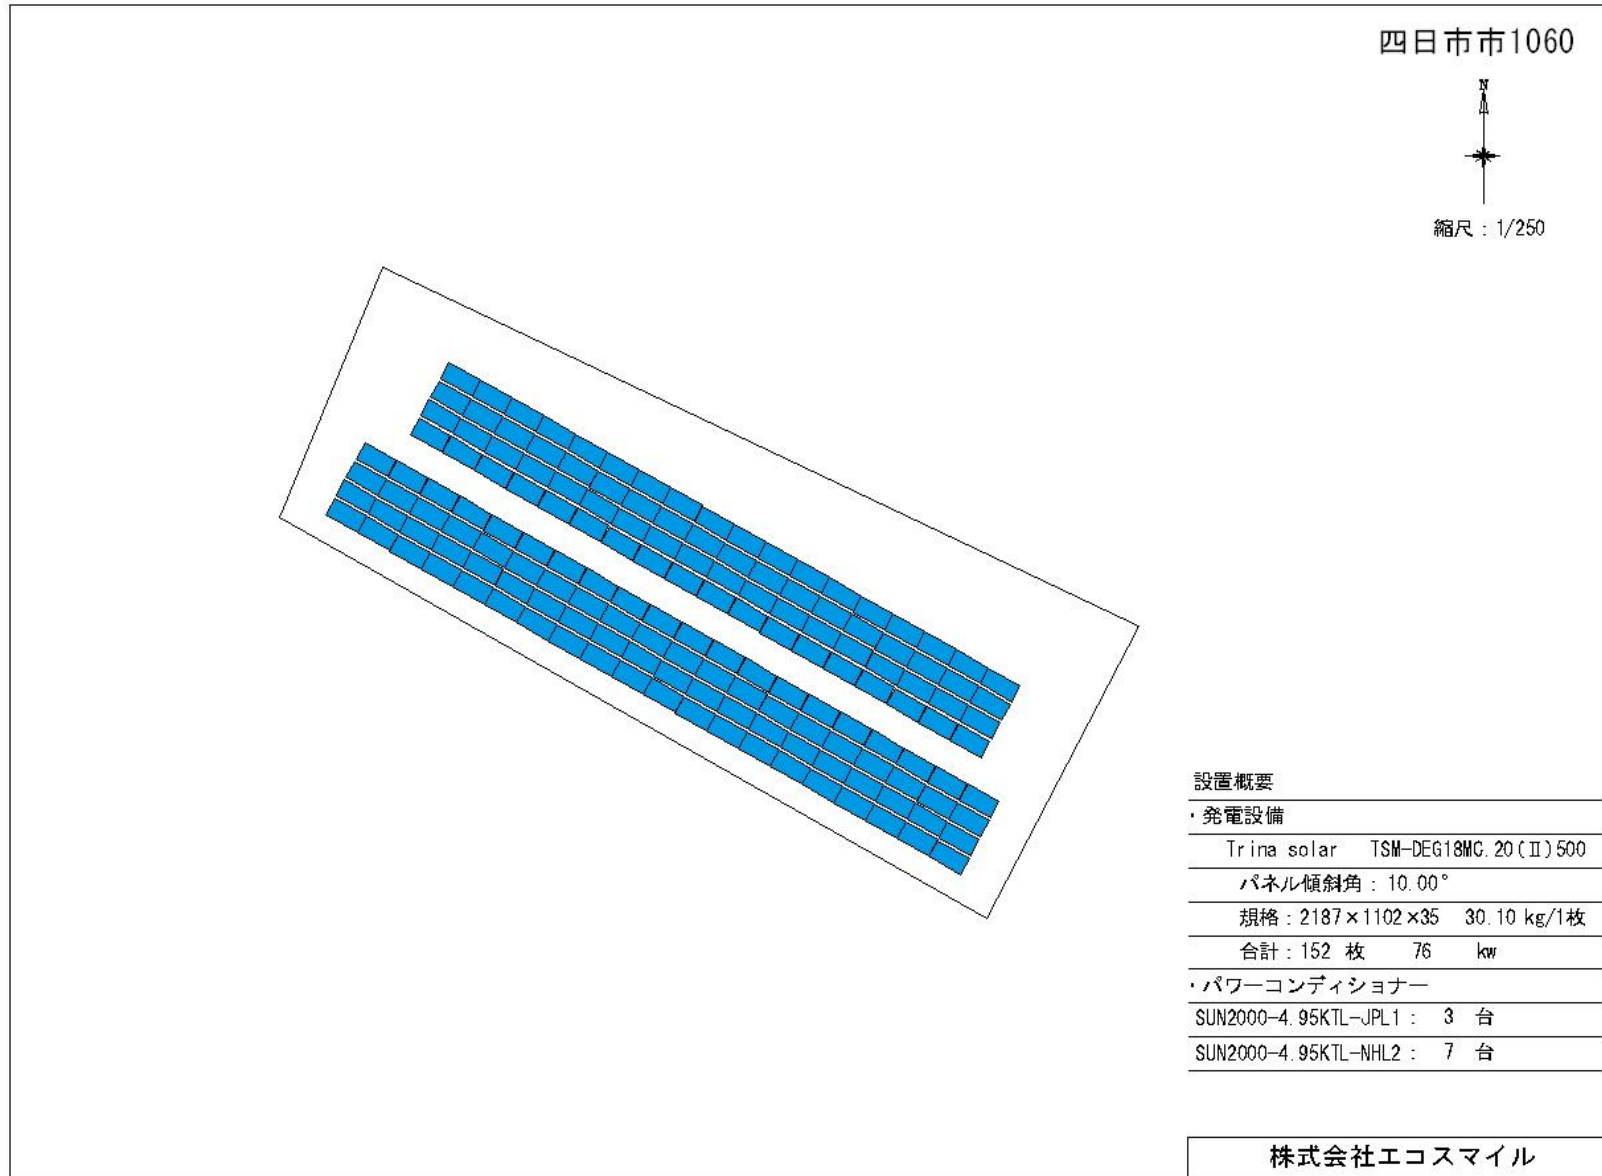 四日市市1060
N
縮尺：1/250
設置概要
・発電設備
Trina solar TSM-DEG18MC.20(Ⅱ)500
パネル傾斜角：10.00°
規格：2187×1102×35 30.10 kg/1枚
合計：152 枚 76 kw
・パワーコンディショナー
SUN2000-4.95KTL-JPL1： 3 台
SUN2000-4.95KTL-NHL2： 7 台
株式会社エコスマイル